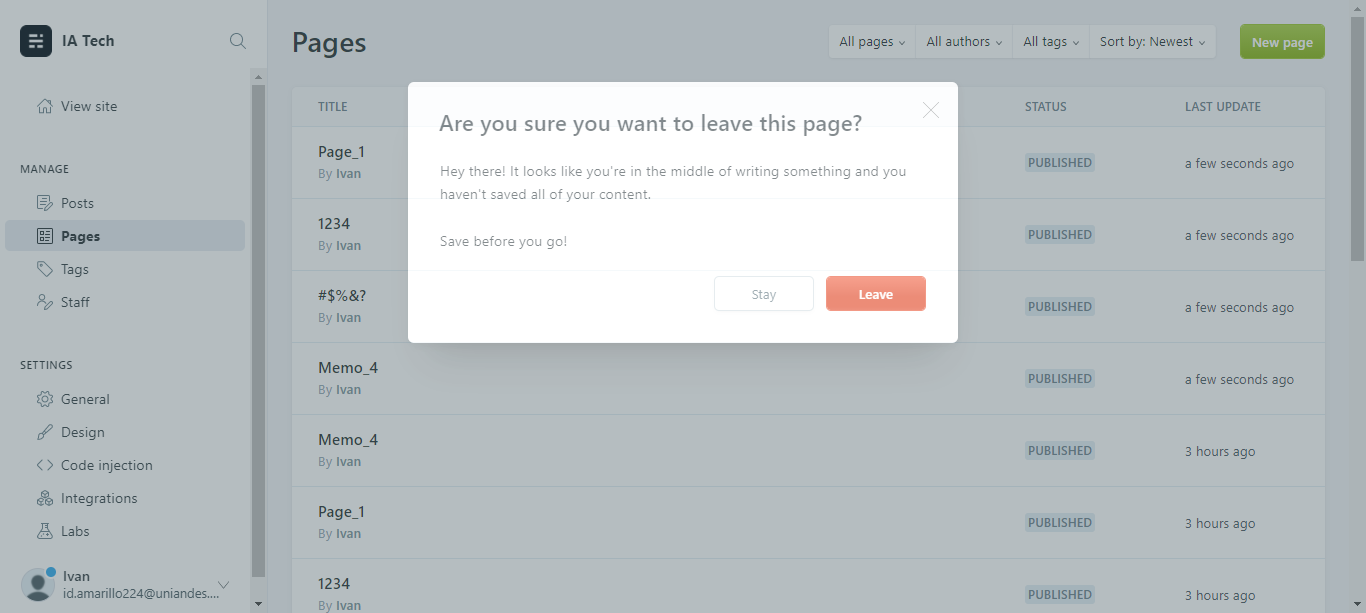 IA Tech
View site
MANAGE
Posts
Pages
Tags
Staff
SETTINGS
General
Design
Code injection
Integrations
Labs
Ivan
id.amarillo224@uniandes....
Pages
All pages
All authors
All tags
Sort by: Newest
New page
TITLE
STATUS
LAST UPDATE
Page_1
By Ivan
PUBLISHED
a few seconds ago
1234
By Ivan
PUBLISHED
a few seconds ago
#$%&?
By Ivan
PUBLISHED
a few seconds ago
Memo_4
By Ivan
PUBLISHED
a few seconds ago
Memo_4
By Ivan
PUBLISHED
3 hours ago
Page_1
By Ivan
PUBLISHED
3 hours ago
1234
By Ivan
PUBLISHED
3 hours ago
Are you sure you want to leave this page?
Hey there! It looks like you're in the middle of writing something and you
haven't saved all of your content.
Save before you go!
Stay
Leave